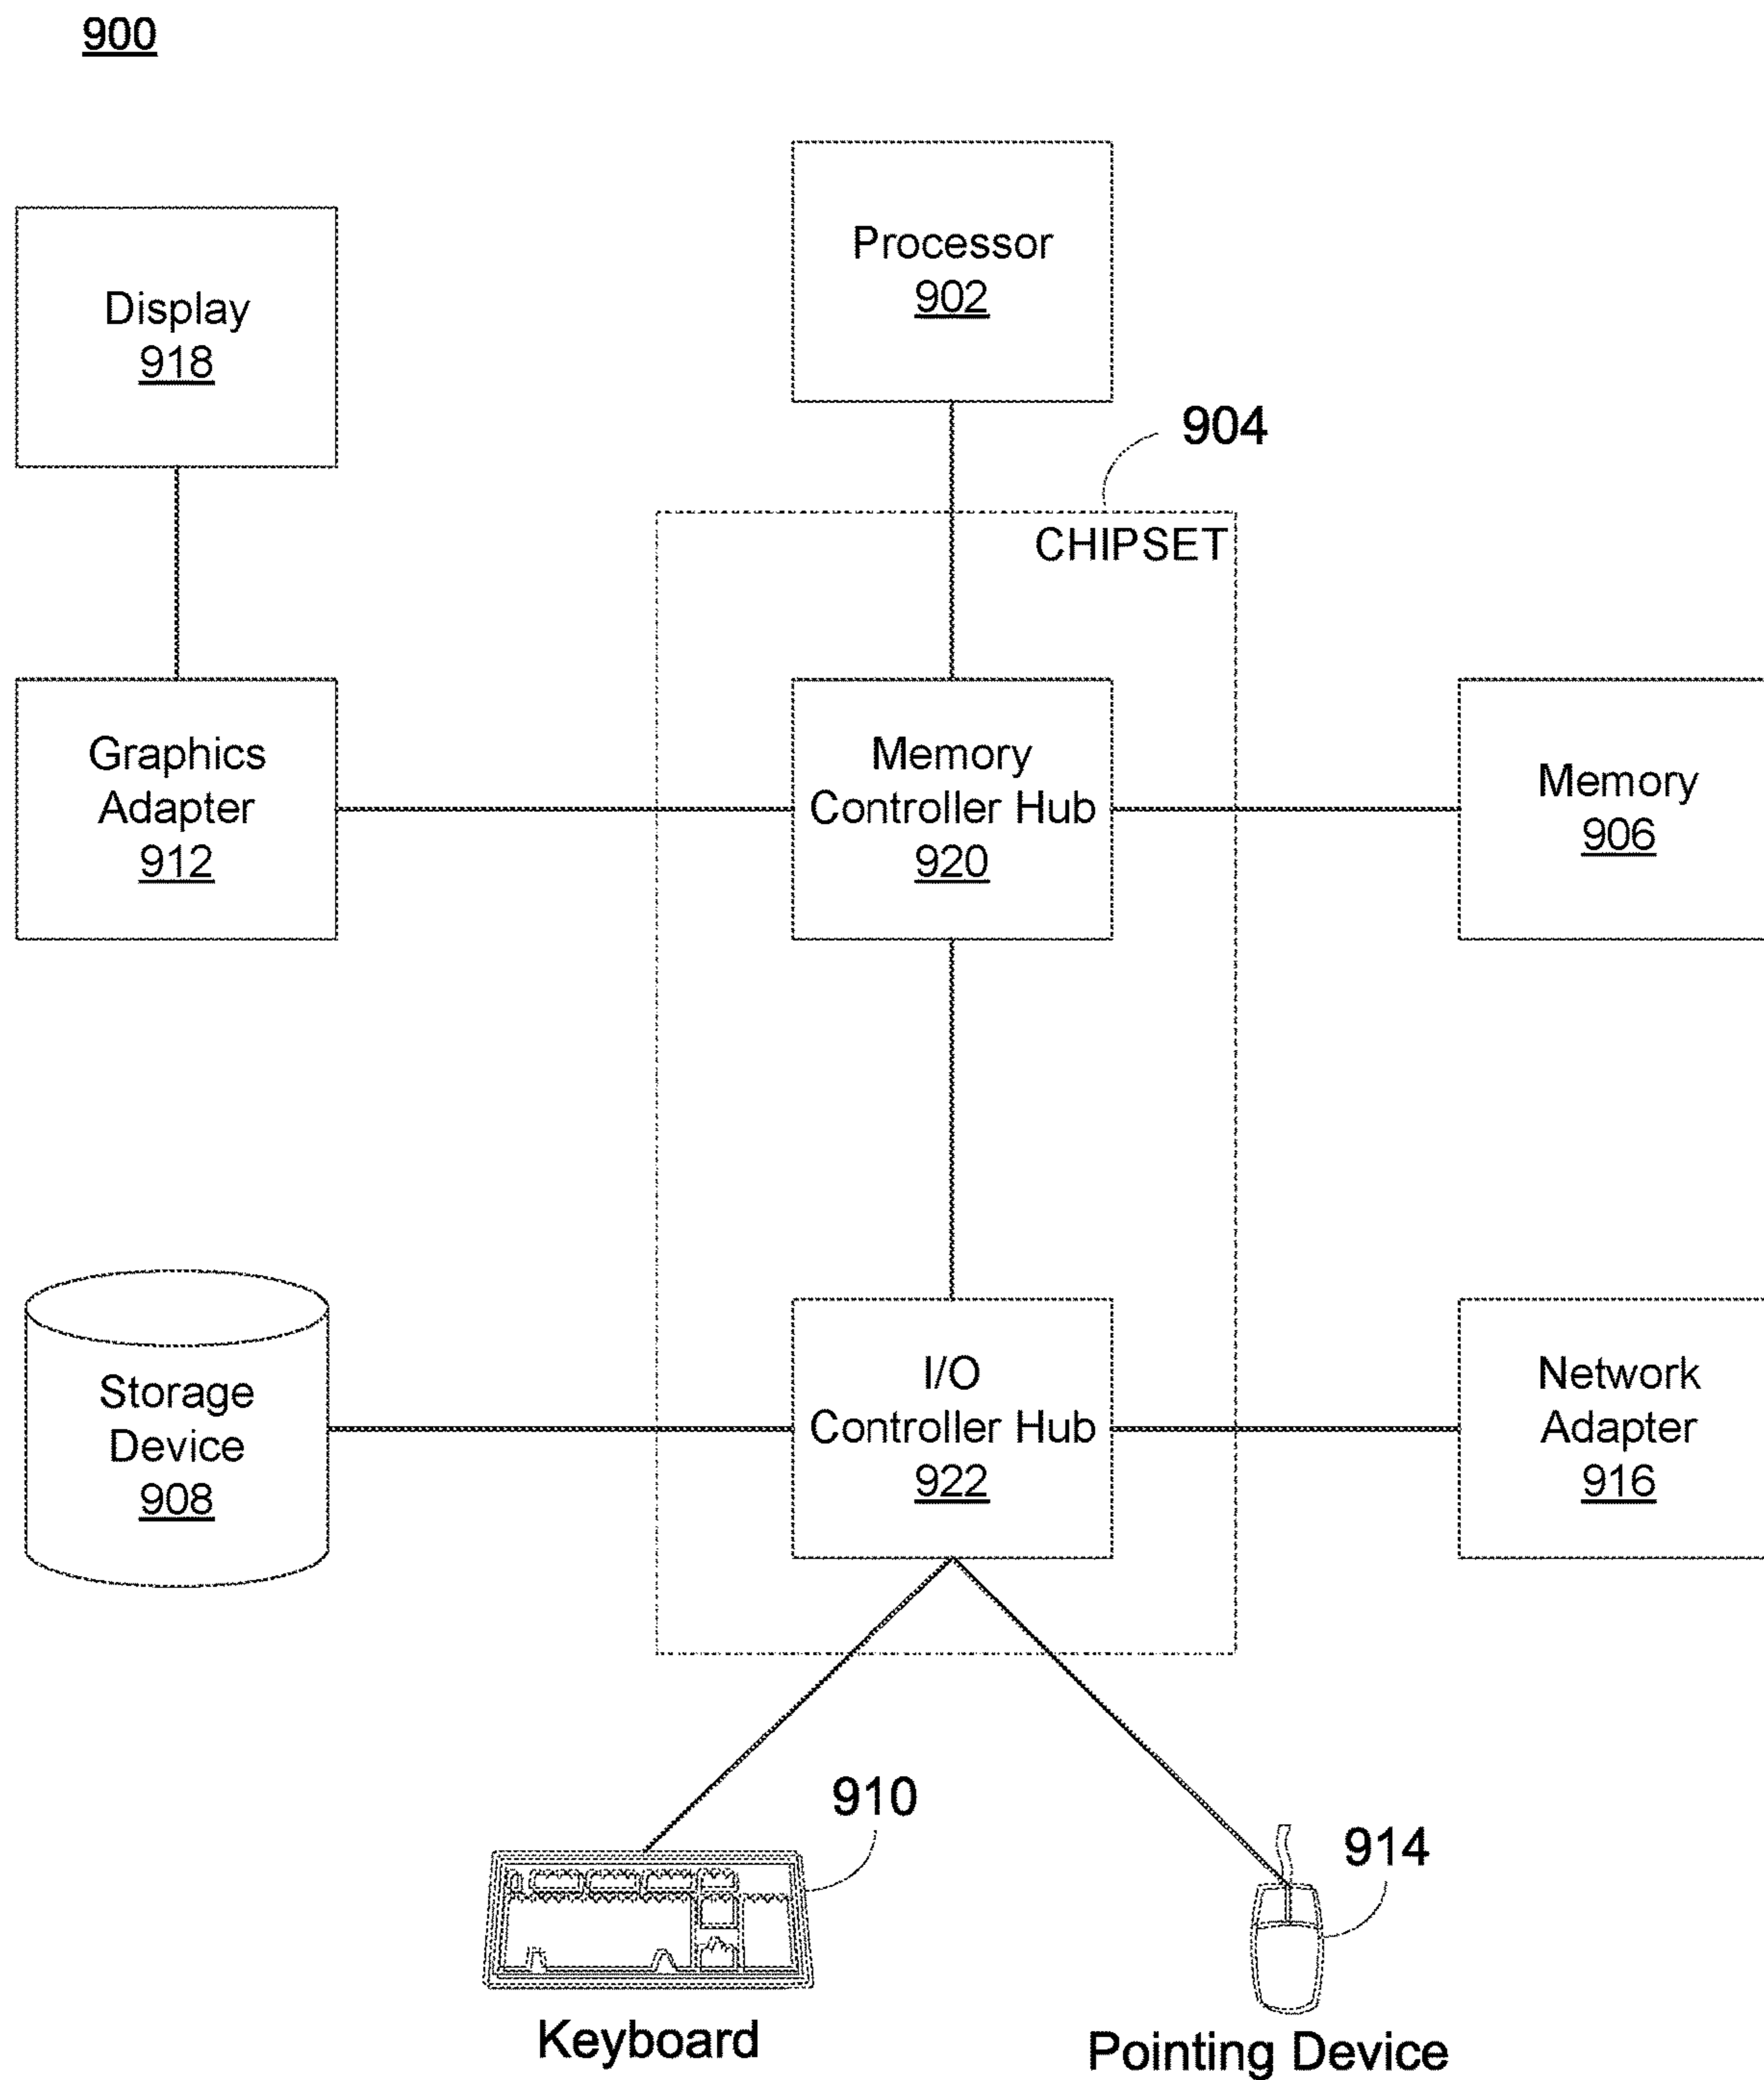 900
Processor
902
Display
918
904
CHIPSET
Graphics
Adapter
912
Memory
Controller Hub
920
Memory
906
Storage
Device
908
I/O
Controller Hub
922
Network
Adapter
916
910
914
Keyboard
Pointing Device